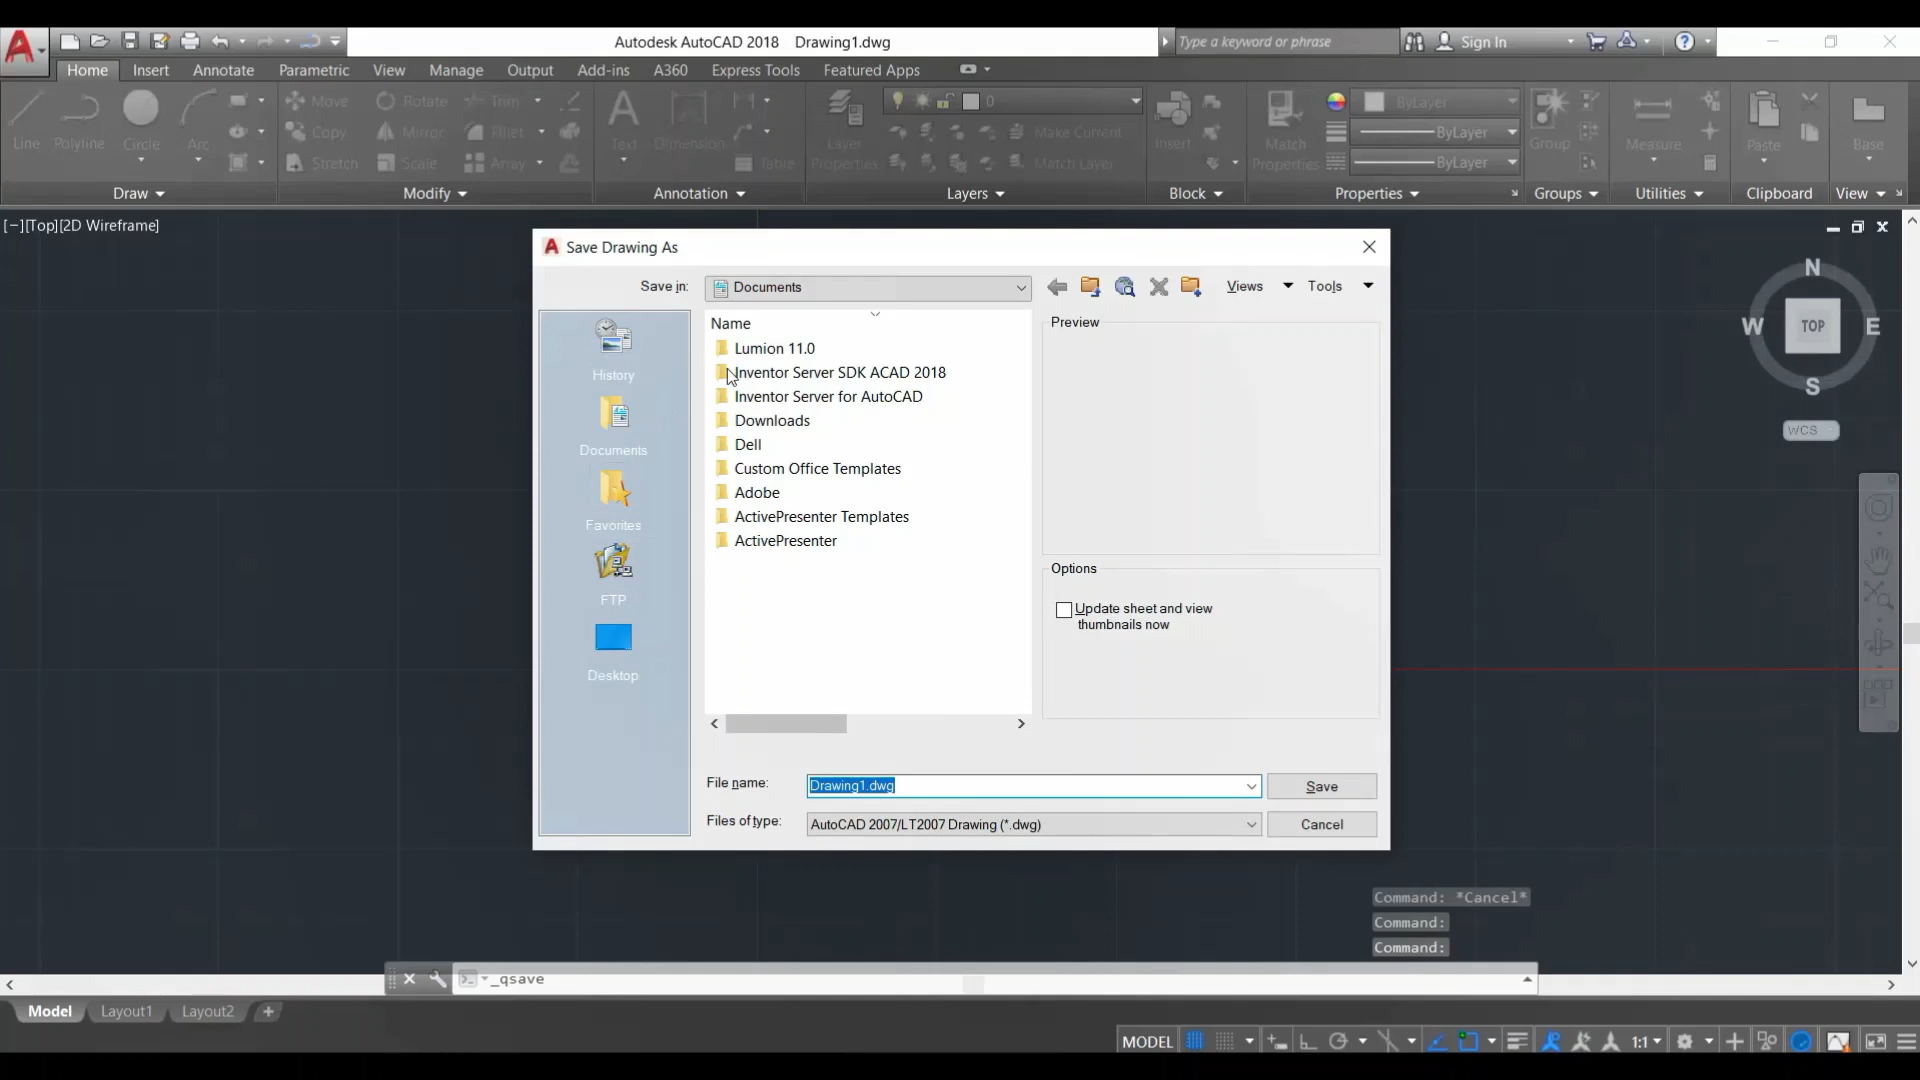 Autodesk AutoCAD 2018 Drawing1.dwg
Type a keyword or phrase
Sign In
Home Insert Annotate Parametric View Manage Output Add-ins A360 Express Tools Featured Apps
Line Polyline Circle Arc
Move Rotate Trim
Copy Mirror Fillet
Stretch Scale Array
Text Dimension
Table
Layer
Properties
0
Make Current
Match Layer
Insert
Match
Properties
ByLayer
ByLayer
ByLayer
Group
Measure
Paste
Base
Draw Modify Annotation Layers Block Properties Groups Utilities Clipboard View
[−][Top][2D Wireframe]
N
W TOP E
S
WCS
Save Drawing As
Save in: Documents
Views Tools
History
Documents
Favorites
FTP
Desktop
Name
Lumion 11.0
Inventor Server SDK ACAD 2018
Inventor Server for AutoCAD
Downloads
Dell
Custom Office Templates
Adobe
ActivePresenter Templates
ActivePresenter
Preview
Options
Update sheet and view
thumbnails now
File name: Drawing1.dwg
Save
Files of type: AutoCAD 2007/LT2007 Drawing (*.dwg)
Cancel
Command: *Cancel*
Command:
Command:
_qsave
Model Layout1 Layout2
MODEL
1:1